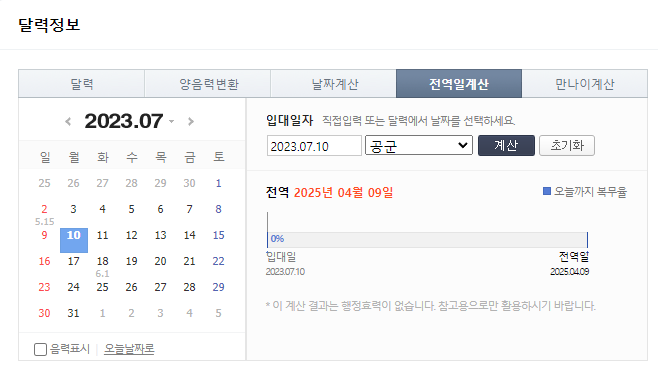 달력정보
달력 양음력변환 날짜계산 전역일계산 만나이계산
2023.07
일 월 화 수 목 금 토
25 26 27 28 29 30 1
2 3 4 5 6 7 8
5.15
9 10 11 12 13 14 15
16 17 18 19 20 21 22
6.1
23 24 25 26 27 28 29
30 31 1 2 3 4 5
음력표시 오늘날짜로
입대일자 직접입력 또는 달력에서 날짜를 선택하세요.
2023.07.10 공군 계산 초기화
전역 2025년 04월 09일 오늘까지 복무율
0%
입대일 전역일
2023.07.10 2025.04.09
* 이 계산 결과는 행정효력이 없습니다. 참고용으로만 활용하시기 바랍니다.